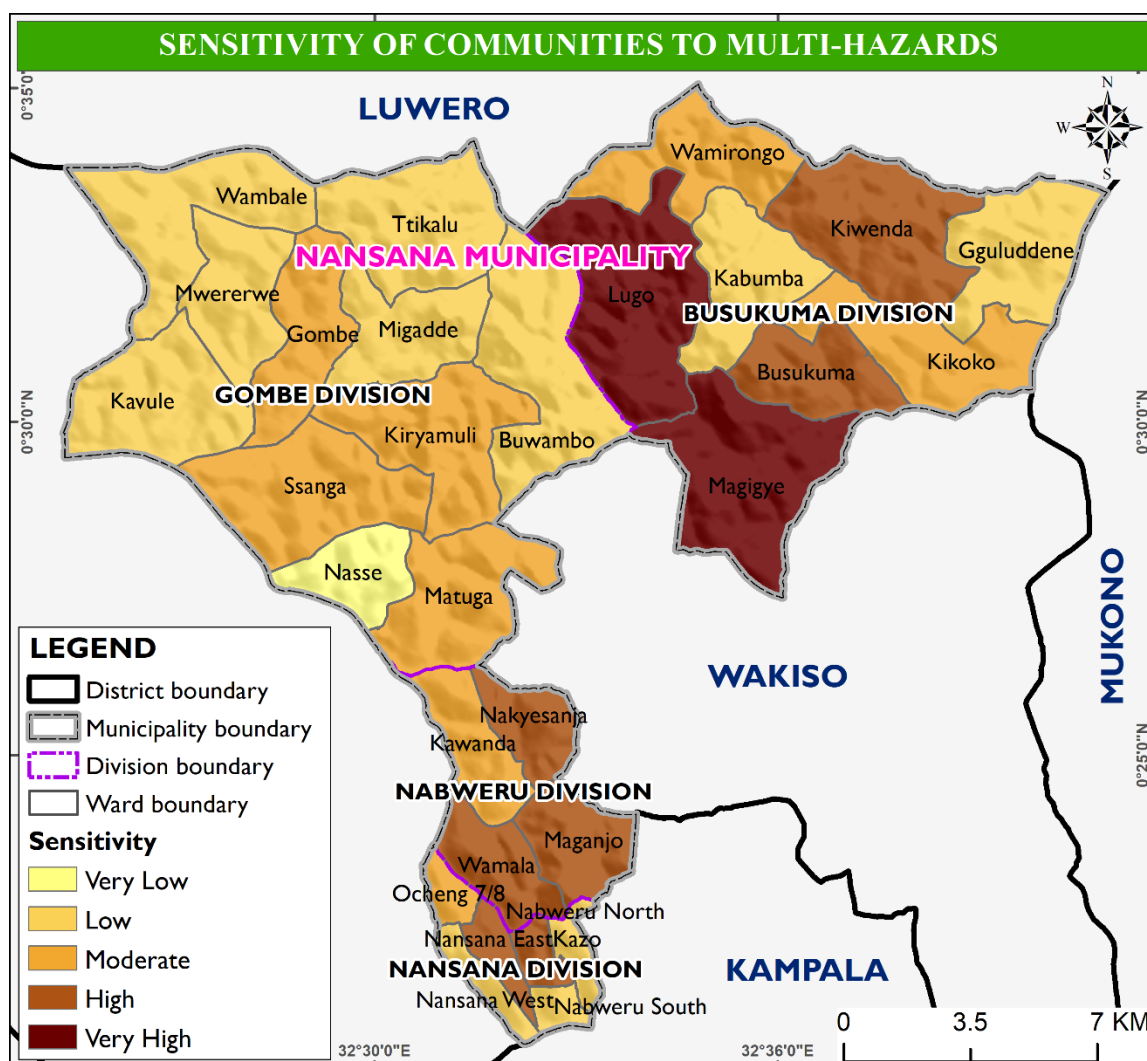 SENSITIVITY OF COMMUNITIES TO MULTI-HAZARDS
0°35'0"N
LUWERO
N
W
E
S
Wamirongo
Wambale
Ttikalu
Kiwenda
Gguluddene
NANSANA MUNICIPALITY
Kabumba
Mwererwe
Lugo
BUSUKUMA DIVISION
Gombe
Migadde
Kikoko
Busukuma
Kavule
GOMBE DIVISION
0°30'0"N
0°30'0"N
Kiryamuli
Buwambo
Ssanga
Magigye
Nasse
Matuga
MUKONO
WAKISO
Nakyesanja
Kawanda
0°25'0"N
NABWERU DIVISION
Maganjo
Wamala
Ocheng 7/8
Nabweru North
Nansana East
Kazo
NANSANA DIVISION
KAMPALA
Nansana West
Nabweru South
LEGEND
District boundary
Municipality boundary
Division boundary
Ward boundary
Sensitivity
Very Low
Low
Moderate
High
Very High
0 3.5 7 KM
32°30'0"E
32°36'0"E